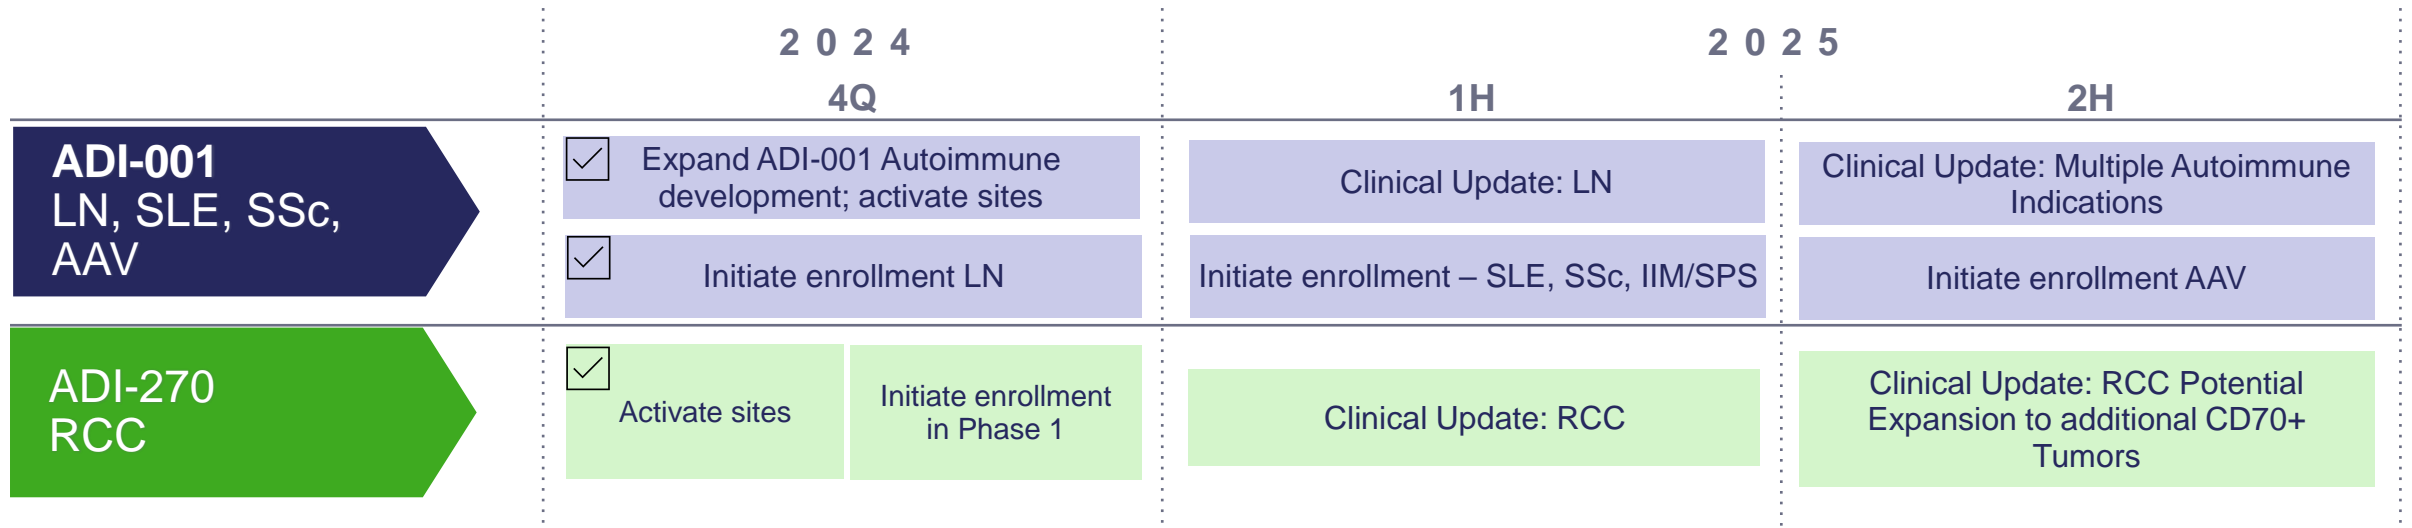 2 0 2 4
2 0 2 5
4Q
1H
2H
ADI-001
LN, SLE, SSc,
AAV
Expand ADI-001 Autoimmune
development; activate sites
Clinical Update: LN
Clinical Update: Multiple Autoimmune
Indications
Initiate enrollment LN
Initiate enrollment – SLE, SSc, IIM/SPS
Initiate enrollment AAV
ADI-270
RCC
Activate sites
Initiate enrollment
in Phase 1
Clinical Update: RCC
Clinical Update: RCC Potential
Expansion to additional CD70+
Tumors